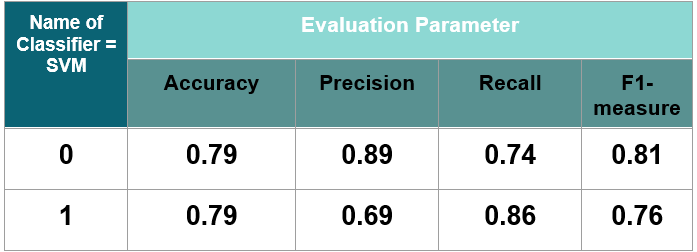 Name of
Classifier =
SVM
Evaluation Parameter
Accuracy Precision Recall F1-
measure
0 0.79 0.89 0.74 0.81
1 0.79 0.69 0.86 0.76